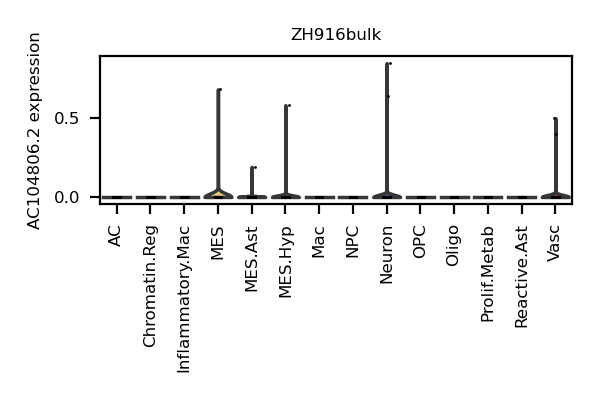 ZH916bulk
AC104806.2 expression
0.5
0.0
AC
Chromatin.Reg
Inflammatory.Mac
MES
MES.Ast
MES.Hyp
Mac
NPC
Neuron
OPC
Oligo
Prolif.Metab
Reactive.Ast
Vasc